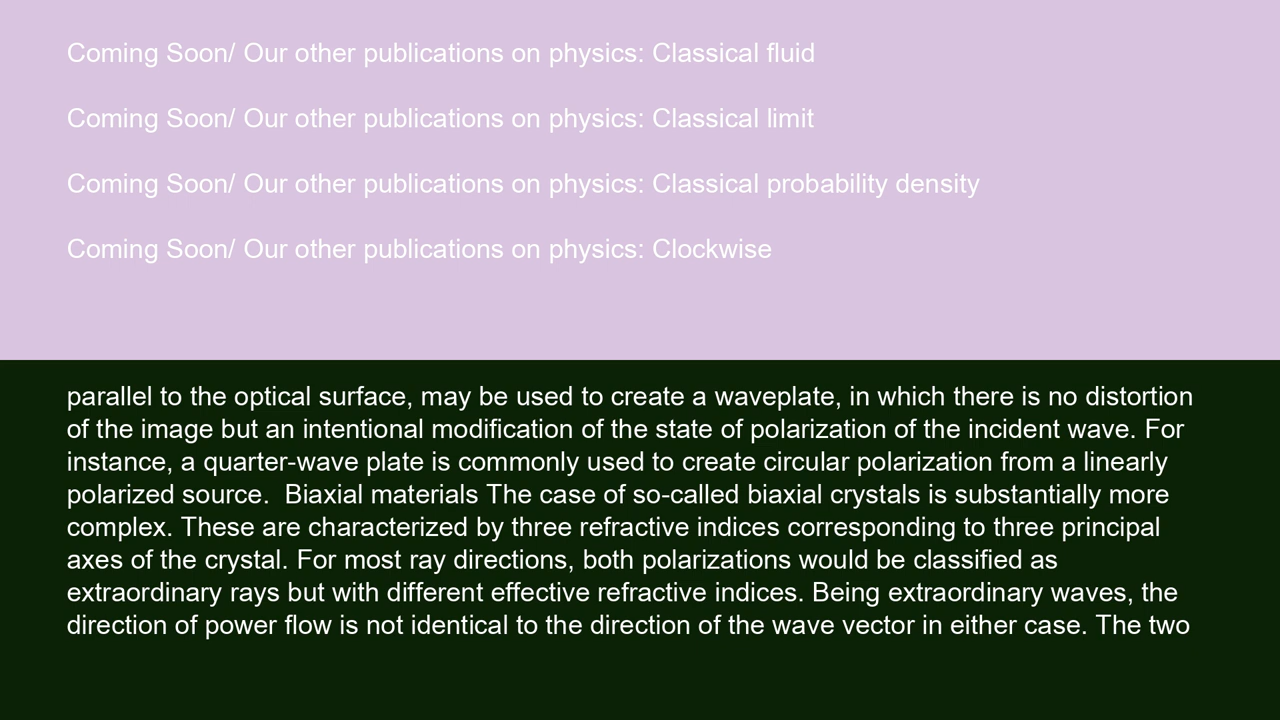 Coming Soon/ Our other publications on physics: Classical fluid
Coming Soon/ Our other publications on physics: Classical limit
Coming Soon/ Our other publications on physics: Classical probability density
Coming Soon/ Our other publications on physics: Clockwise
parallel to the optical surface, may be used to create a waveplate, in which there is no distortion
of the image but an intentional modification of the state of polarization of the incident wave. For
instance, a quarter-wave plate is commonly used to create circular polarization from a linearly
polarized source.  Biaxial materials The case of so-called biaxial crystals is substantially more
complex. These are characterized by three refractive indices corresponding to three principal
axes of the crystal. For most ray directions, both polarizations would be classified as
extraordinary rays but with different effective refractive indices. Being extraordinary waves, the
direction of power flow is not identical to the direction of the wave vector in either case. The two